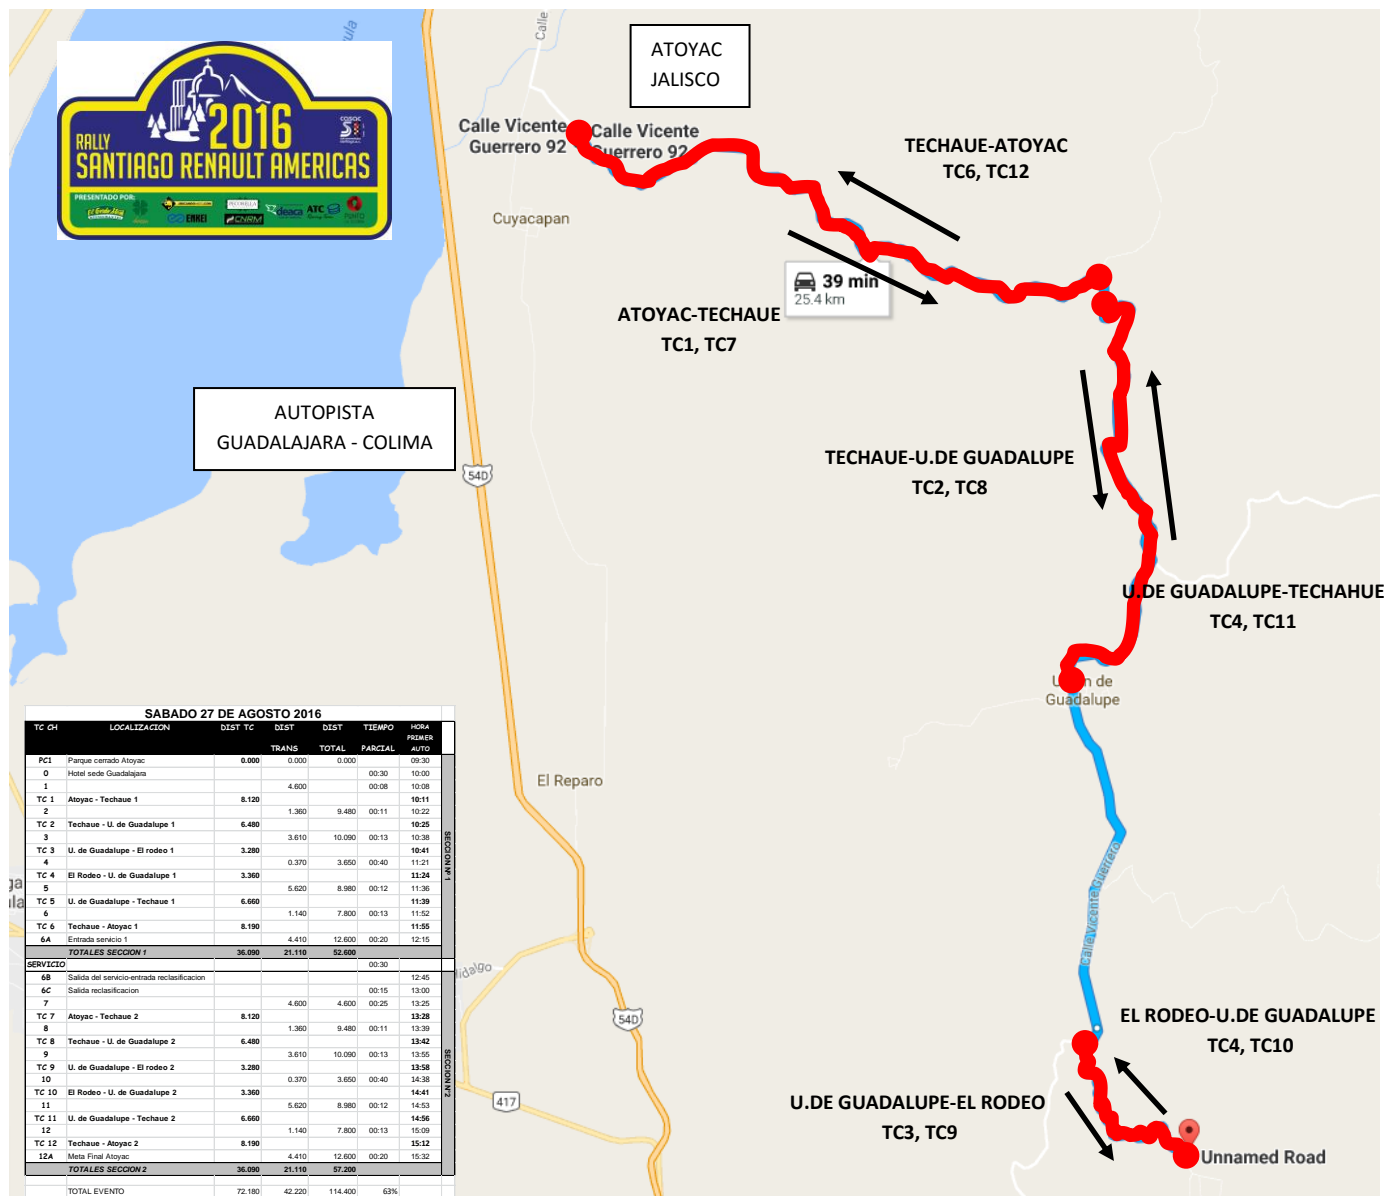 ATOYAC
JALISCO
2016
RALLY
SANTIAGO RENAULT AMERICAS
PRESENTADO POR:
ENKEI
CNRM
deaca
ATC
PUNTO
Calle
Calle Vicente
Guerrero 92
Calle Vicente
Guerrero 92
TECHAUE-ATOYAC
TC6, TC12
Cuyacapan
39 min
25.4 km
ATOYAC-TECHAUE
TC1, TC7
AUTOPISTA
GUADALAJARA - COLIMA
54D
TECHAUE-U.DE GUADALUPE
TC2, TC8
U.DE GUADALUPE-TECHAHUE
TC4, TC11
de
Guadalupe
El Reparo
Calle Vicente Guerrero
54D
417
EL RODEO-U.DE GUADALUPE
TC4, TC10
U.DE GUADALUPE-EL RODEO
TC3, TC9
Unnamed Road
SABADO 27 DE AGOSTO 2016
TC CH LOCALIZACION DIST TC DIST DIST TIEMPO HORA
PRIMER
TRANS TOTAL PARCIAL AUTO
PC1 Parque cerrado Atoyac 0.000 0.000 0.000 09:30
0 Hotel sede Guadalajara 00:30 10:00
1 4.600 00:08 10:08
TC 1 Atoyac - Techaue 1 8.120 10:11
2 1.360 9.480 00:11 10:22
TC 2 Techaue - U. de Guadalupe 1 6.480 10:25
3 3.610 10.090 00:13 10:38
TC 3 U. de Guadalupe - El rodeo 1 3.280 10:41
4 0.370 3.650 00:40 11:21
TC 4 El Rodeo - U. de Guadalupe 1 3.360 11:24
5 5.620 8.980 00:12 11:36
TC 5 U. de Guadalupe - Techaue 1 6.660 11:39
6 1.140 7.800 00:13 11:52
TC 6 Techaue - Atoyac 1 8.190 11:55
6A Entrada servicio 1 4.410 12.600 00:20 12:15
TOTALES SECCION 1 36.090 21.110 52.600
SECCION Nº 1
SERVICIO 00:30
6B Salida del servicio-entrada reclasificacion 12:45
6C Salida reclasificacion 00:15 13:00
7 4.600 4.600 00:25 13:25
TC 7 Atoyac - Techaue 2 8.120 13:28
8 1.360 9.480 00:11 13:39
TC 8 Techaue - U. de Guadalupe 2 6.480 13:42
9 3.610 10.090 00:13 13:55
TC 9 U. de Guadalupe - El rodeo 2 3.280 13:58
10 0.370 3.650 00:40 14:38
TC 10 El Rodeo - U. de Guadalupe 2 3.360 14:41
11 5.620 8.980 00:12 14:53
TC 11 U. de Guadalupe - Techaue 2 6.660 14:56
12 1.140 7.800 00:13 15:09
TC 12 Techaue - Atoyac 2 8.190 15:12
12A Meta Final Atoyac 4.410 12.600 00:20 15:32
TOTALES SECCION 2 36.090 21.110 57.200
SECCION Nº2
TOTAL EVENTO 72.180 42.220 114.400 63%